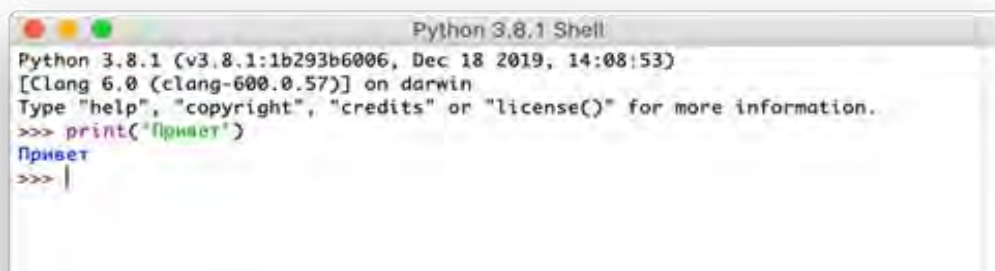 Python 3.8.1 Shell
Python 3.8.1 (v3.8.1:1b293b6006, Dec 18 2019, 14:08:53)
[Clang 6.0 (clang-600.0.57)] on darwin
Type "help", "copyright", "credits" or "license()" for more information.
>>> print('Привет')
Привет
>>>